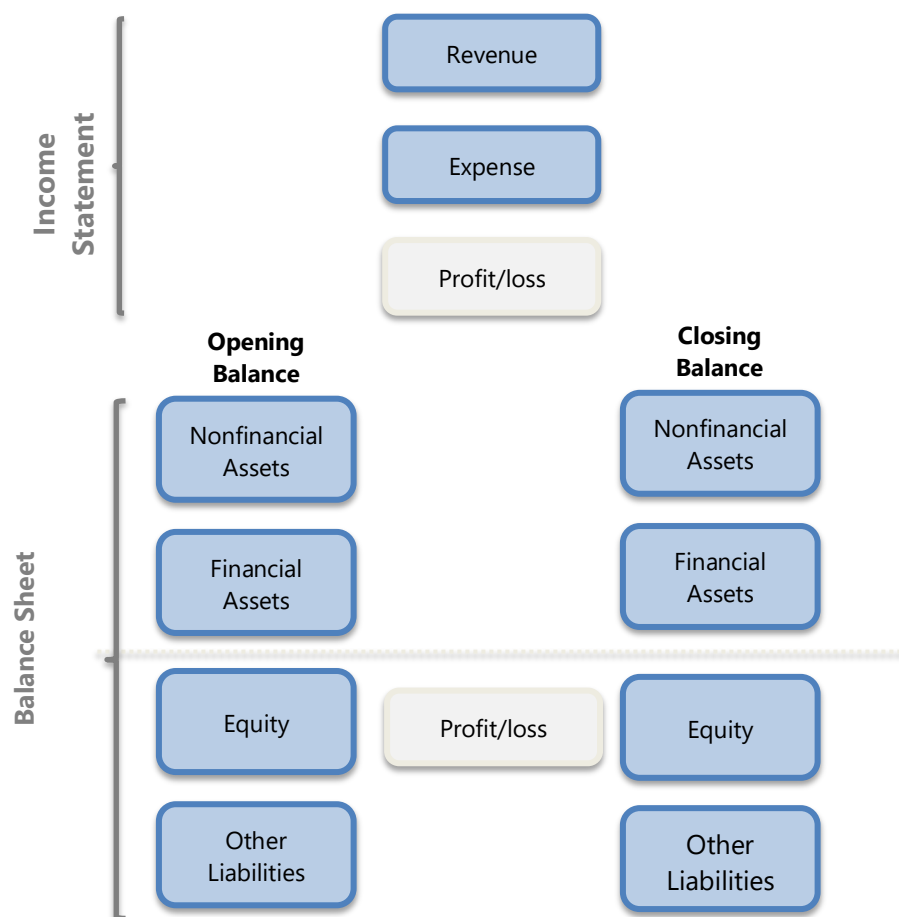 Income
Statement
Revenue
Expense
Profit/loss
Opening
Balance
Closing
Balance
Balance Sheet
Nonfinancial
Assets
Nonfinancial
Assets
Financial
Assets
Financial
Assets
Equity
Profit/loss
Equity
Other
Liabilities
Other
Liabilities